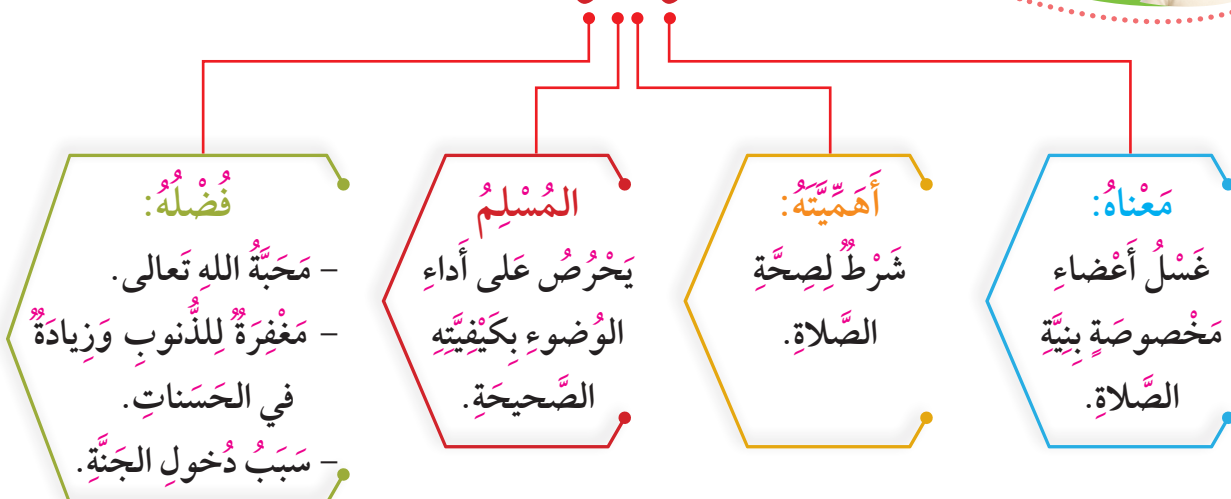 مَعْناهُ:
غَسْلُ أَعْضاءِ
مَخْصوصَةٍ بِنِيَّةِ
الصَّلاةِ.
أَهَمِّيَّتَهُ:
شَرْطٌ لِصِحَّةِ
الصَّلاةِ.
المُسْلِمُ
يَحْرُصُ عَلى أَداءِ
الوُضوءِ بِكَيْفِيَّتِهِ
الصَّحيحَةِ.
فُضْلُهُ:
– مَحَبَّةُ اللهِ تَعالى.
– مَغْفِرَةٌ لِلذُّنوبِ وَزِيادَةٌ
في الحَسَناتِ.
– سَبَبُ دُخولِ الجَنَّةِ.